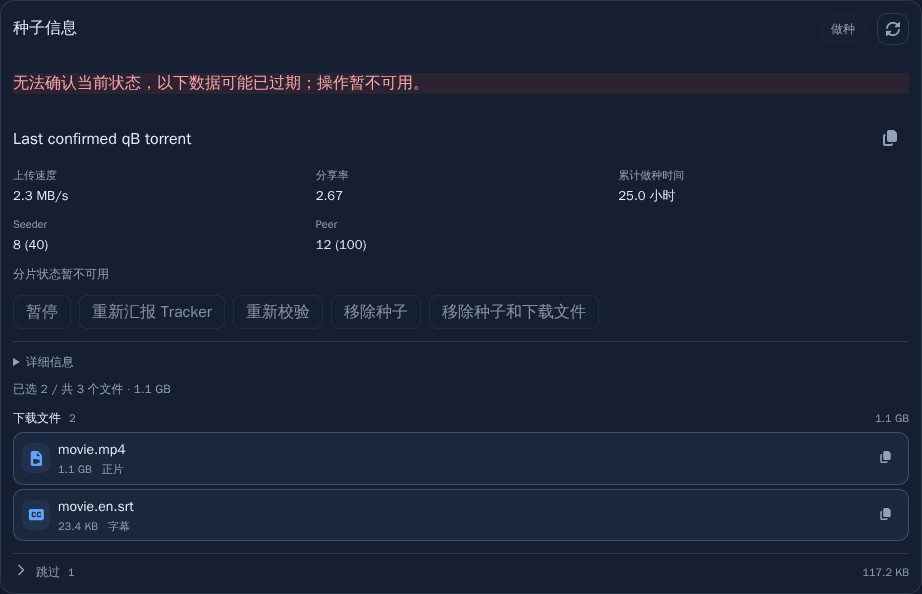 种子信息
做种
无法确认当前状态，以下数据可能已过期；操作暂不可用。
Last confirmed qB torrent
上传速度 分享率 累计做种时间
2.3 MB/s 2.67 25.0 小时
Seeder Peer
8 (40) 12 (100)
分片状态暂不可用
暂停 重新汇报 Tracker 重新校验 移除种子 移除种子和下载文件
详细信息
已选 2 / 共 3 个文件 · 1.1 GB
下载文件 2 1.1 GB
movie.mp4
1.1 GB 正片
CC
movie.en.srt
23.4 KB 字幕
跳过 1 117.2 KB